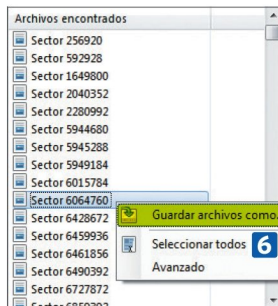 Archivos encontrados
Sector 256920
Sector 592928
Sector 1649800
Sector 2040352
Sector 2280992
Sector 5944680
Sector 5945288
Sector 5949184
Sector 6015784
Sector 6064760
Guardar archivos como.
Sector 6428672
Sector 6459936
Seleccionar todos 6
Sector 6461856
Sector 6490392
Avanzado
Sector 6727872